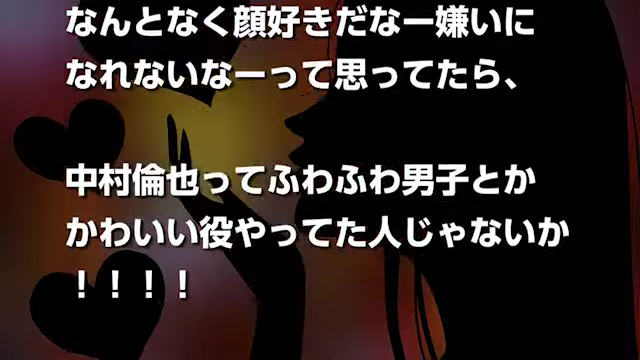 なんとなく顔好きだなー嫌いに
なれないなーって思ってたら、
中村倫也ってふわふわ男子とか
かわいい役やってた人じゃないか
！！！！